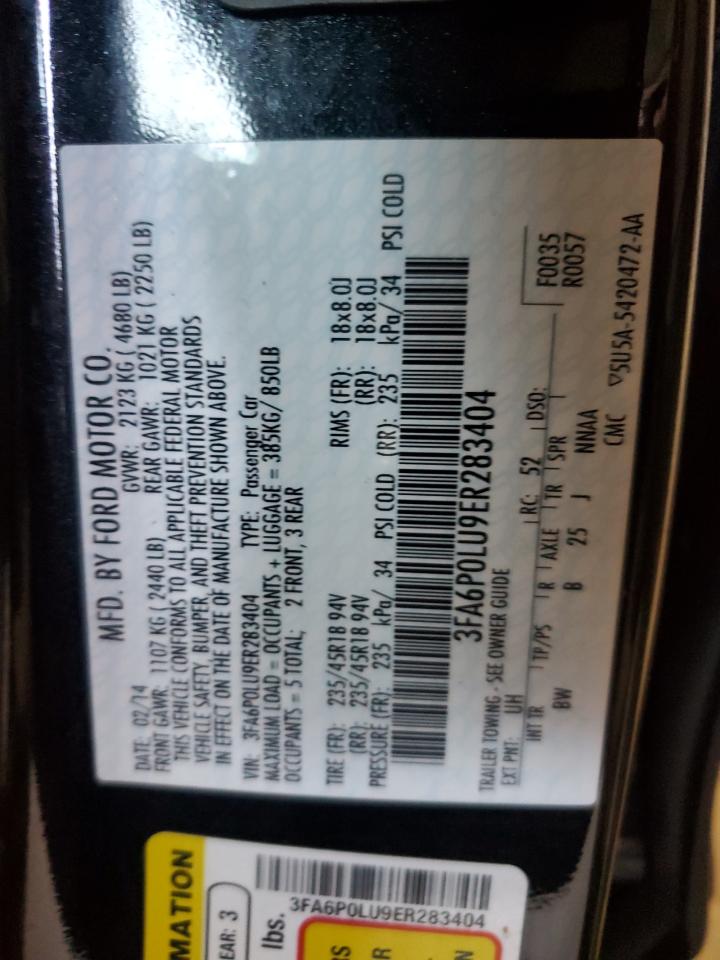 MFD. BY FORD MOTOR CO.
DATE: 02/14 GVWR: 2123 KG ( 4680 LB)
FRONT GAWR: 1107 KG ( 2440 LB) REAR GAWR: 1021 KG ( 2250 LB)
THIS VEHICLE CONFORMS TO ALL APPLICABLE FEDERAL MOTOR
VEHICLE SAFETY, BUMPER, AND THEFT PREVENTION STANDARDS
IN EFFECT ON THE DATE OF MANUFACTURE SHOWN ABOVE.
VIN: 3FA6P0LU9ER283404 TYPE: Passenger Car
MAXIMUM LOAD = OCCUPANTS + LUGGAGE = 385KG/ 850LB
OCCUPANTS = 5 TOTAL; 2 FRONT, 3 REAR
TIRE (FR): 235/45R18 94V RIMS (FR): 18x8.0J
(RR): 235/45R18 94V (RR): 18x8.0J
PRESSURE (FR): 235 kPa/ 34 PSI COLD (RR): 235 kPa/ 34 PSI COLD
3FA6P0LU9ER283404
TRAILER TOWING - SEE OWNER GUIDE
EXT PNT: UH RC: 52 DSO: F0035
R0057
INT TR TP/PS R AXLE TR SPR
BW B 25 J NNAA
CMC 5U5A-5420472-AA
MATION
EAR: 3
lbs.
3FA6P0LU9ER283404
RS
R
N